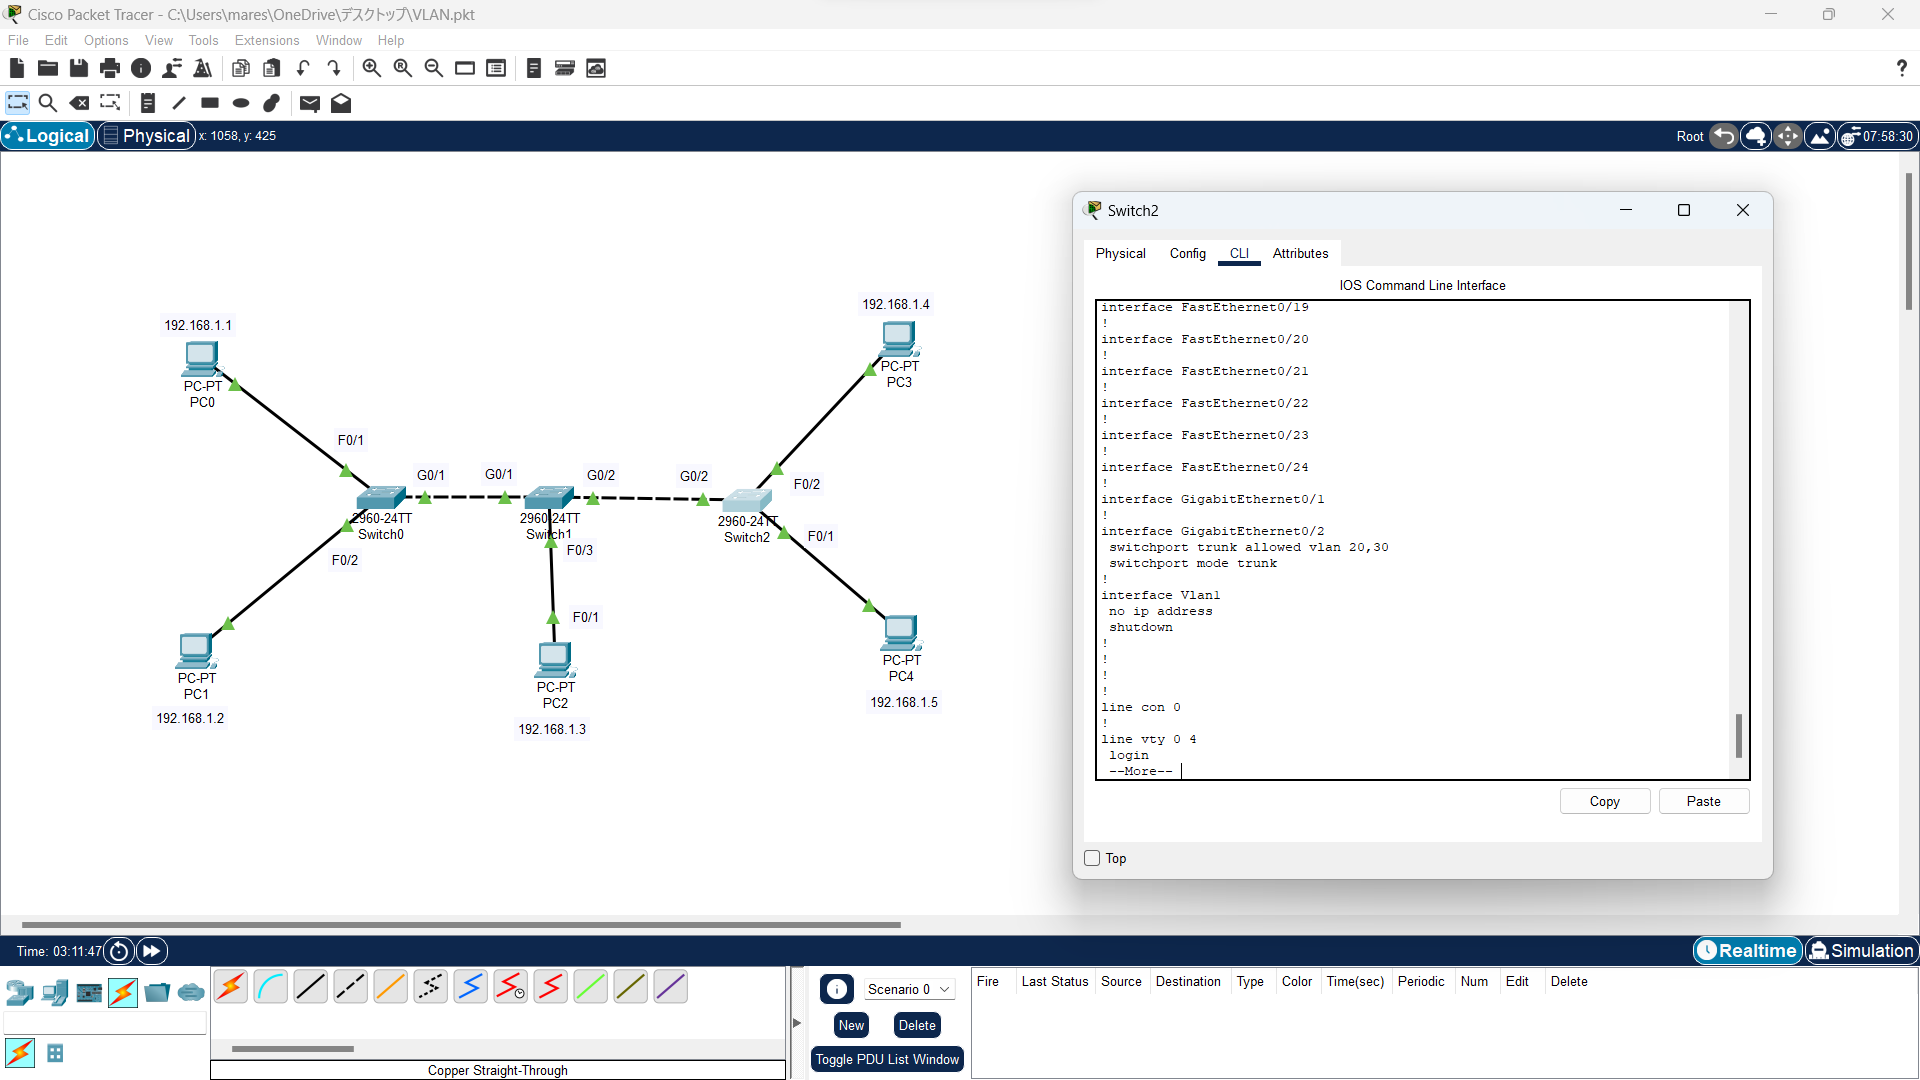 Cisco Packet Tracer - C:\Users\mares\OneDrive\デスクトップ\VLAN.pkt
File Edit Options View Tools Extensions Window Help
?
Logical Physical x: 1058, y: 425 Root 07:58:30
192.168.1.1
PC-PT
PC0
F0/1
G0/1
G0/1
G0/2
G0/2
2960-24TT
Switch0
F0/2
2960-24TT
Switch1
F0/3
2960-24TT
Switch2
F0/2
F0/1
F0/1
192.168.1.4
PC-PT
PC3
PC-PT
PC1
192.168.1.2
PC-PT
PC2
192.168.1.3
PC-PT
PC4
192.168.1.5
Switch2
Physical Config CLI Attributes
IOS Command Line Interface
interface FastEthernet0/19
!
interface FastEthernet0/20
!
interface FastEthernet0/21
!
interface FastEthernet0/22
!
interface FastEthernet0/23
!
interface FastEthernet0/24
!
interface GigabitEthernet0/1
!
interface GigabitEthernet0/2
switchport trunk allowed vlan 20,30
switchport mode trunk
!
interface Vlan1
no ip address
shutdown
!
!
!
!
line con 0
!
line vty 0 4
login
--More--
Copy Paste
Top
Time: 03:11:47 Realtime Simulation
Copper Straight-Through
Scenario 0
New Delete
Toggle PDU List Window
Fire Last Status Source Destination Type Color Time(sec) Periodic Num Edit Delete